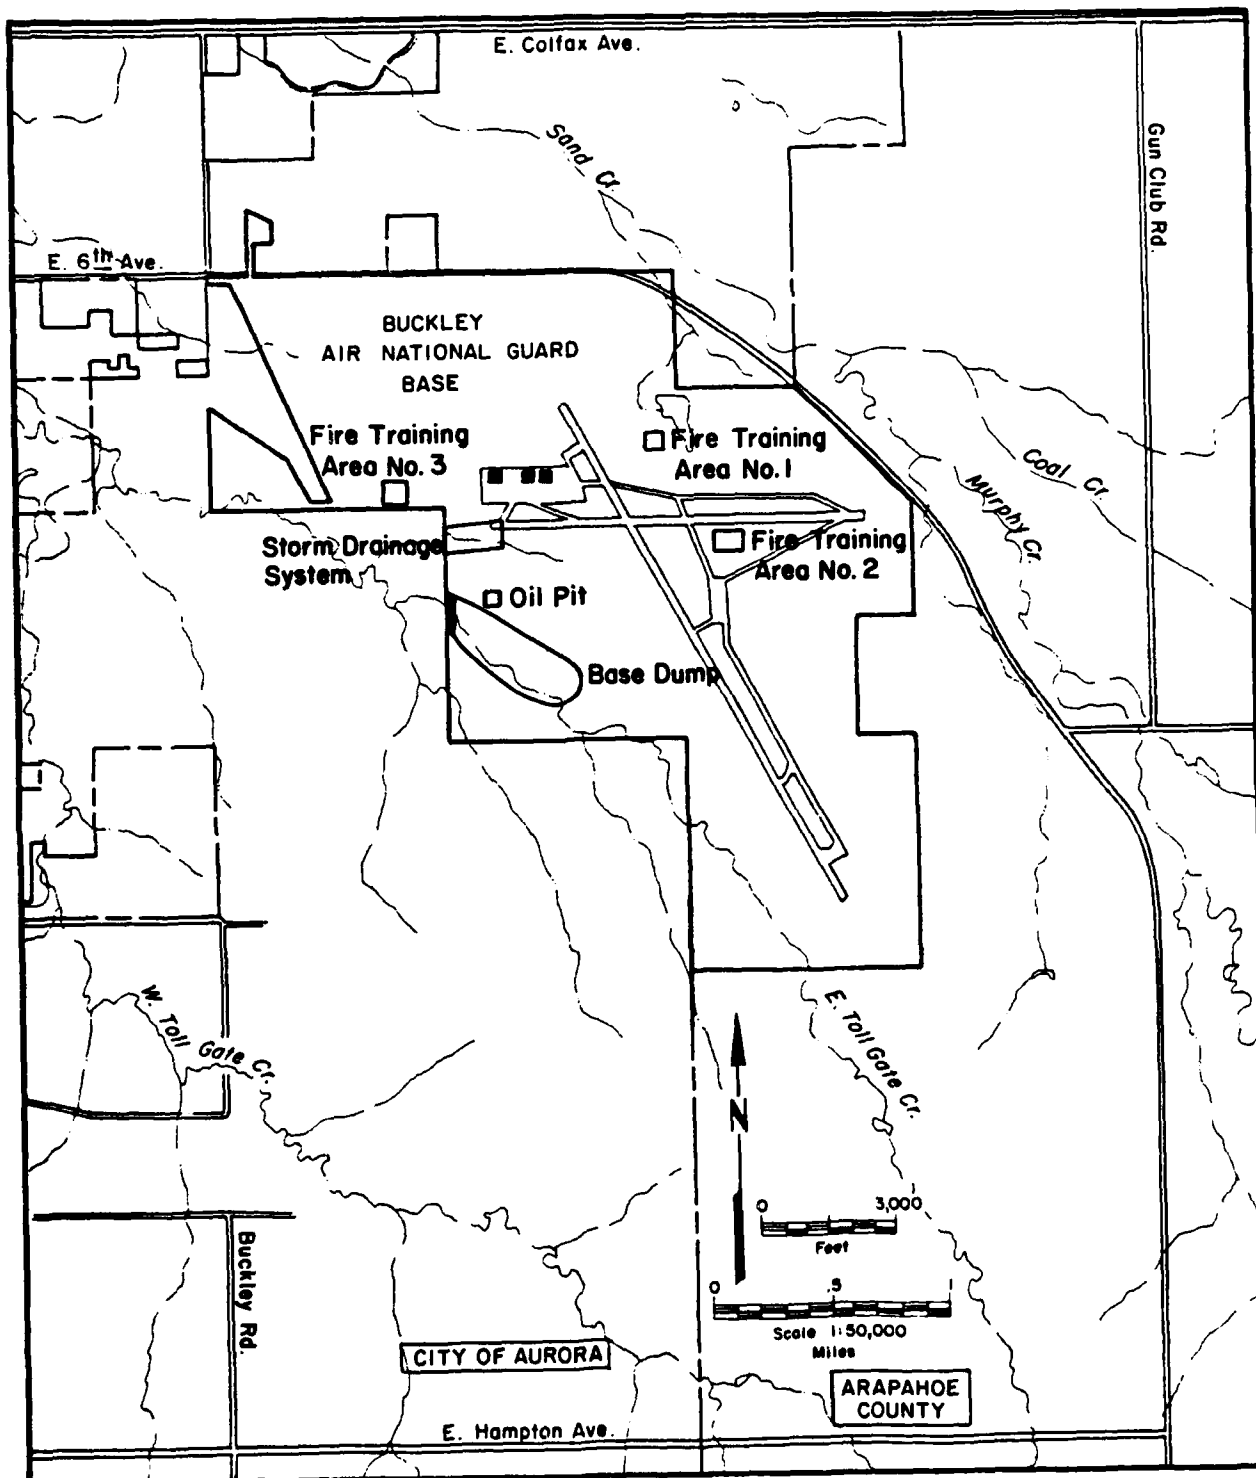 E. Colfax Ave.
Sand Cr.
Gun Club Rd.
E. 6th Ave.
BUCKLEY
AIR NATIONAL GUARD
BASE
Fire Training
Area No. 3
Fire Training
Area No. 1
Coal Cr.
Murphy Cr.
Storm Drainage
System
Fire Training
Area No. 2
Oil Pit
Base Dump
W. Toll Gate Cr.
E. Toll Gate Cr.
N
0 3,000
Feet
0 .5 1
Scale 1:50,000
Miles
Buckley Rd.
CITY OF AURORA
ARAPAHOE
COUNTY
E. Hampton Ave.